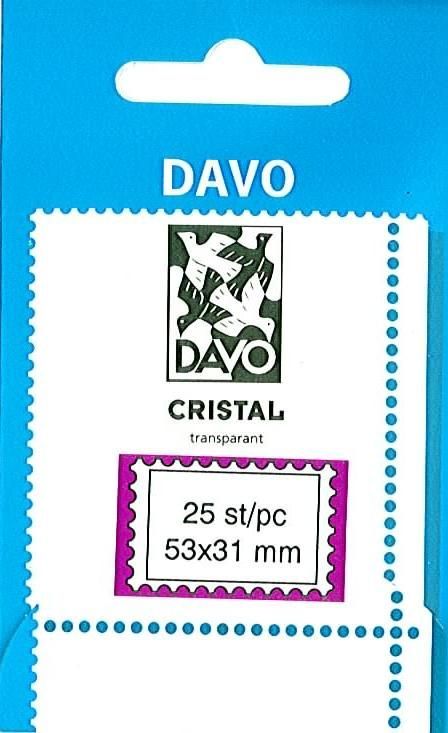 DAVO
DAVO
CRISTAL
transparant
25 st/pc
53x31 mm